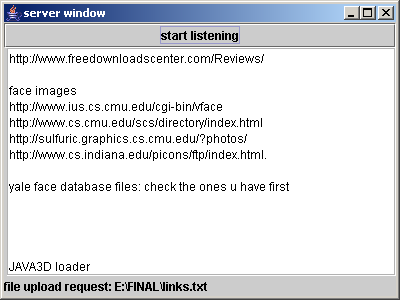 server window
start listening
http://www.freedownloadscenter.com/Reviews/
face images
http://www.ius.cs.cmu.edu/cgi-bin/vface
http://www.cs.cmu.edu/scs/directory/index.html
http://sulfuric.graphics.cs.cmu.edu/?photos/
http://www.cs.indiana.edu/picons/ftp/index.html.
yale face database files: check the ones u have first
JAVA3D loader
file upload request: E:\FINAL\links.txt